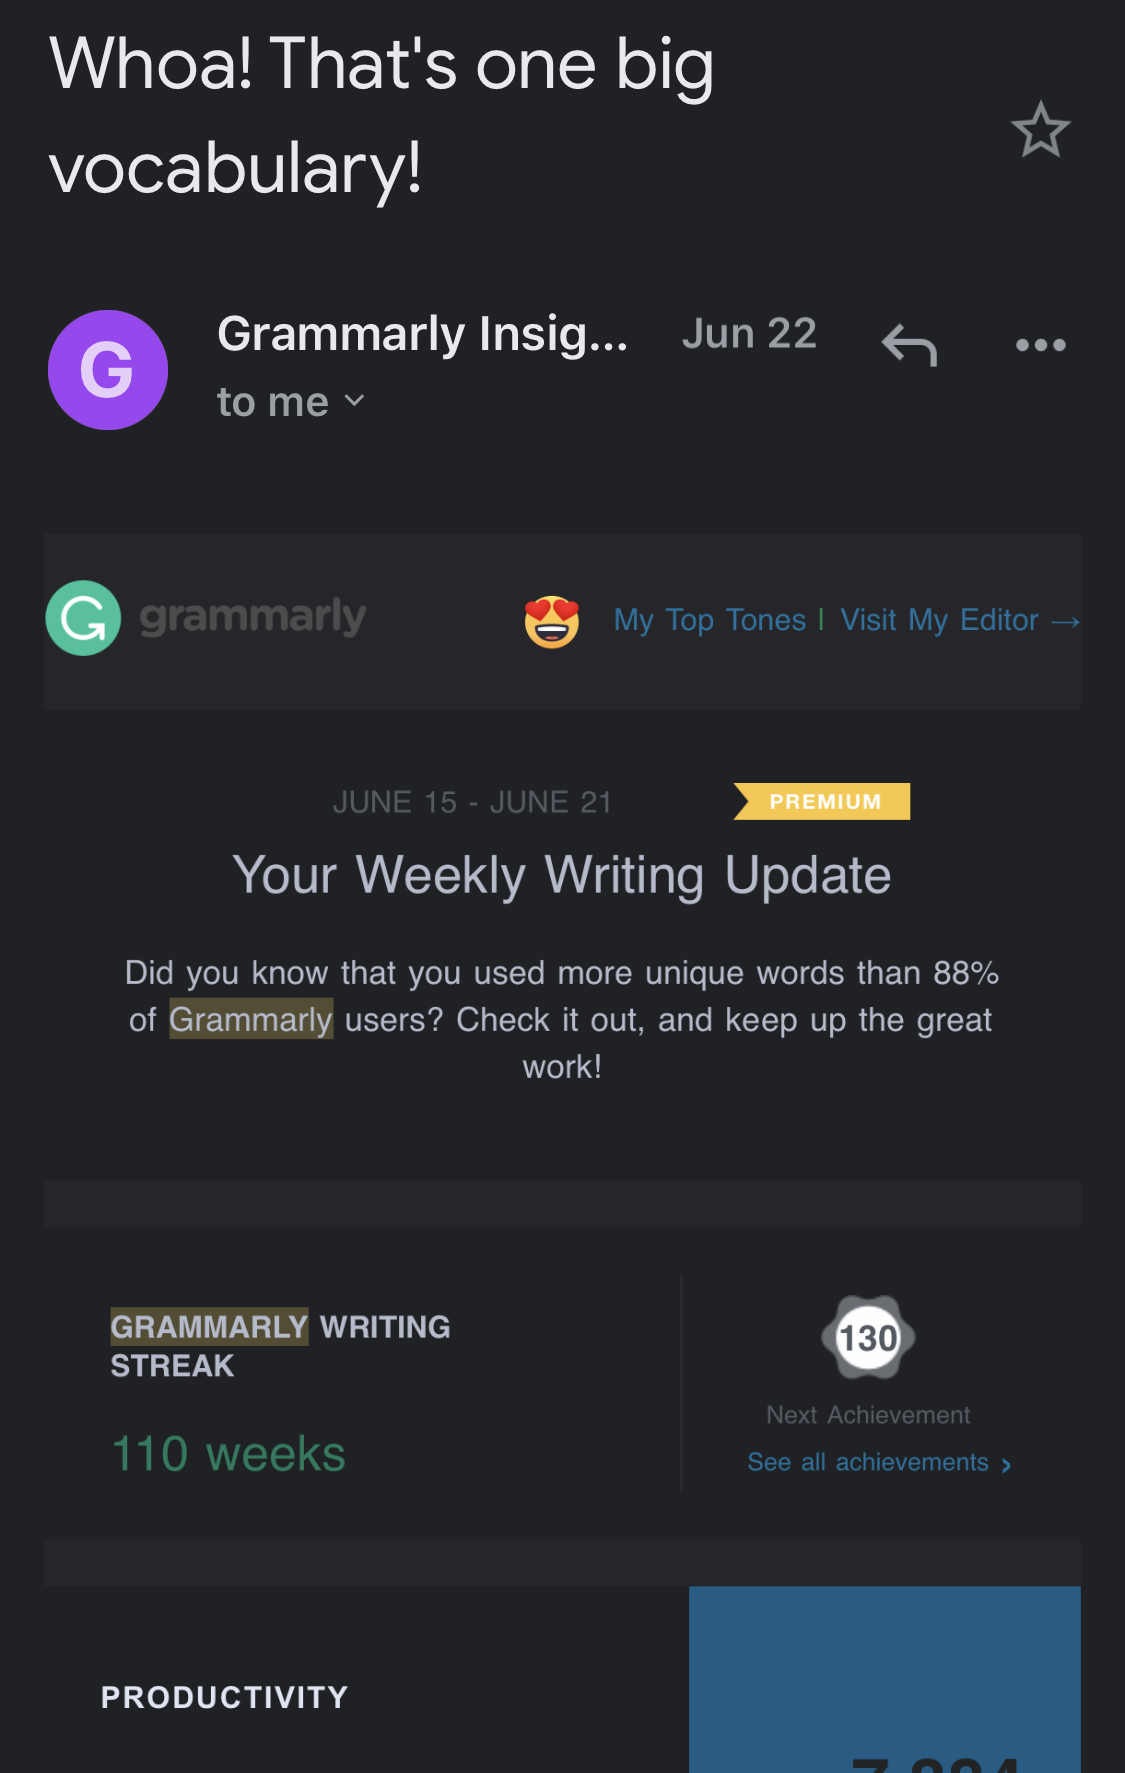 Whoa! That's one big
vocabulary!
G
Grammarly Insig... Jun 22
to me
grammarly
My Top Tones | Visit My Editor →
JUNE 15 - JUNE 21 PREMIUM
Your Weekly Writing Update
Did you know that you used more unique words than 88%
of Grammarly users? Check it out, and keep up the great
work!
GRAMMARLY WRITING
STREAK
110 weeks
130
Next Achievement
See all achievements ›
PRODUCTIVITY